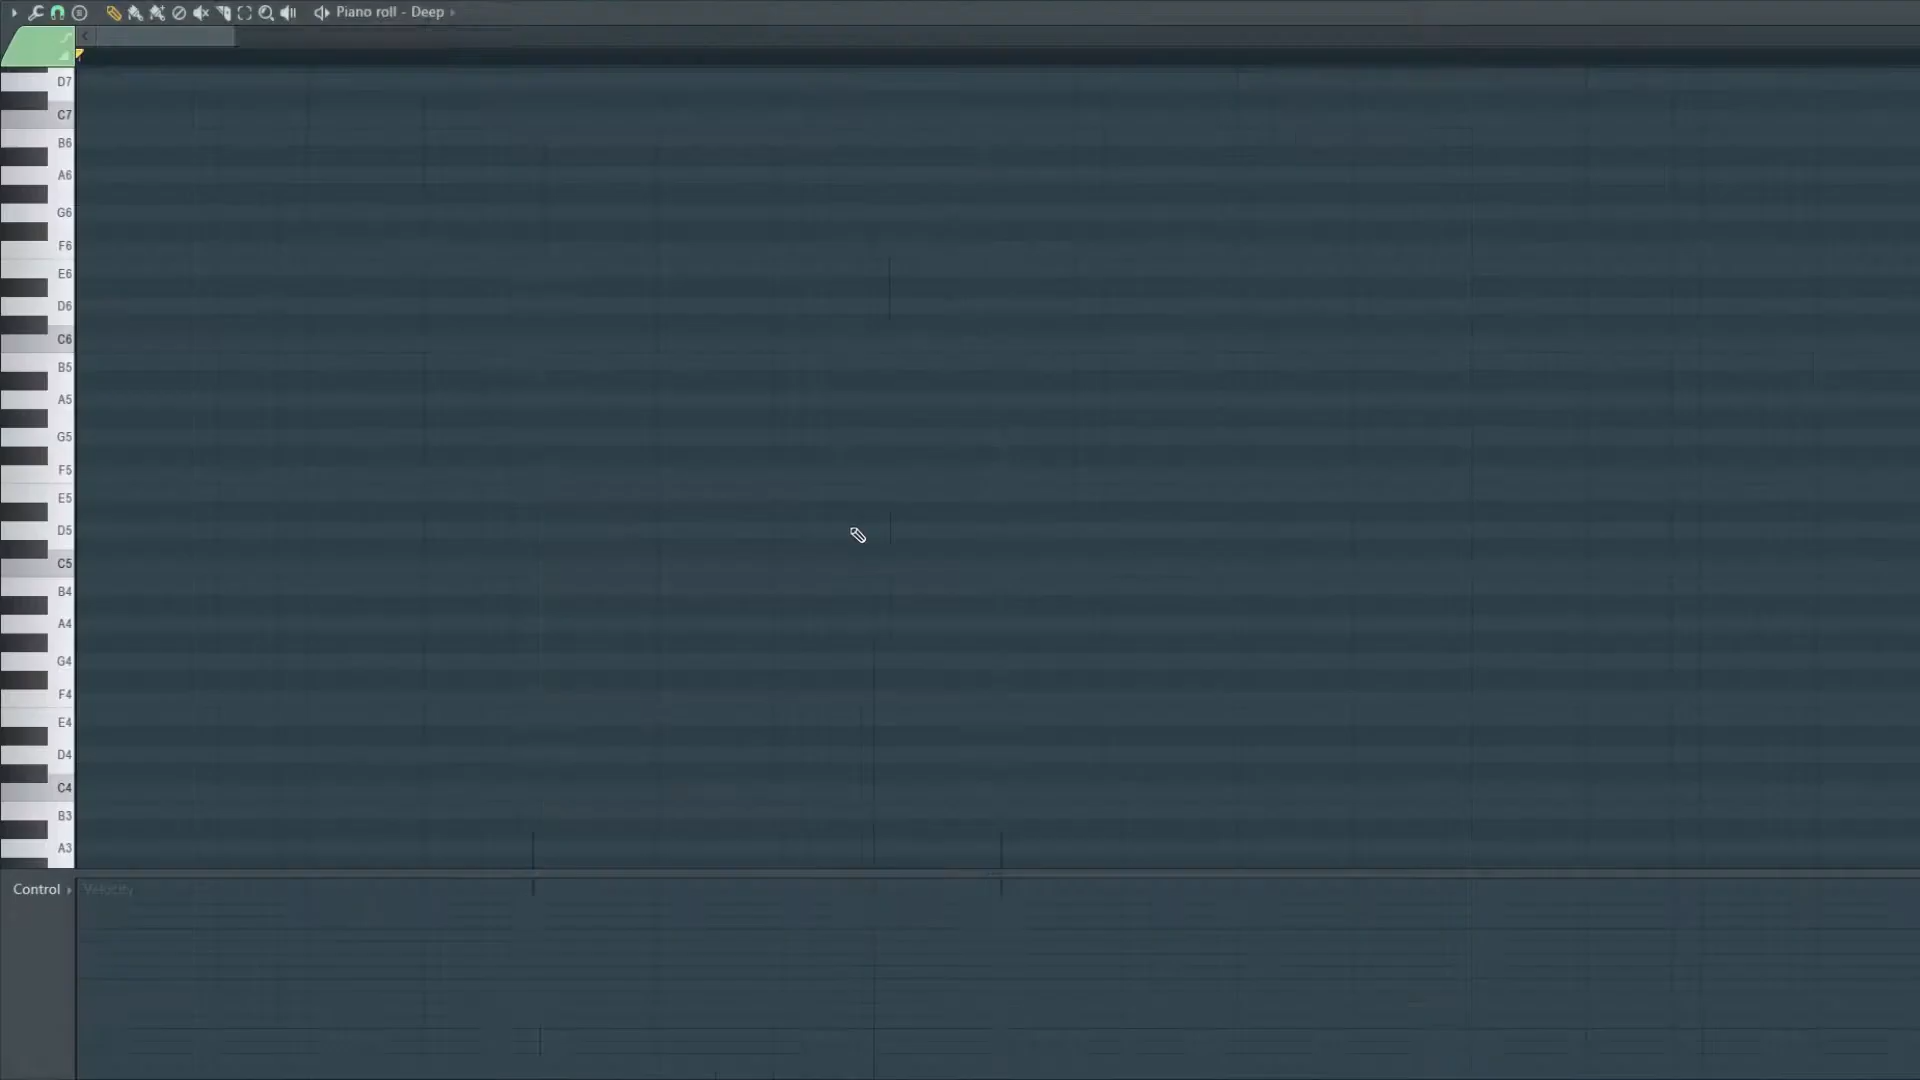 Piano roll - Deep
D7
C7
B6
A6
G6
F6
E6
D6
C6
B5
A5
G5
F5
E5
D5
C5
B4
A4
G4
F4
E4
D4
C4
B3
A3
Control
Velocity